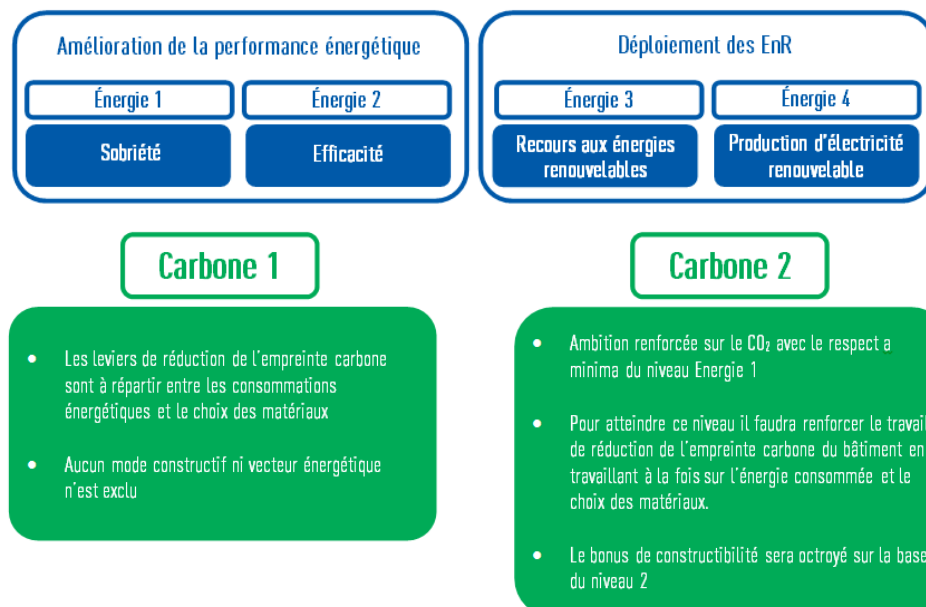 Amélioration de la performance énergétique
Énergie 1
Énergie 2
Sobriété
Efficacité
Déploiement des EnR
Énergie 3
Énergie 4
Recours aux énergies
renouvelables
Production d'électricité
renouvelable
Carbone 1
• Les leviers de réduction de l'empreinte carbone
sont à répartir entre les consommations
énergétiques et le choix des matériaux
• Aucun mode constructif ni vecteur énergétique
n'est exclu
Carbone 2
• Ambition renforcée sur le CO₂ avec le respect a
minima du niveau Energie 1
• Pour atteindre ce niveau il faudra renforcer le travail
de réduction de l'empreinte carbone du bâtiment en
travaillant à la fois sur l'énergie consommée et le
choix des matériaux.
• Le bonus de constructibilité sera octroyé sur la base
du niveau 2